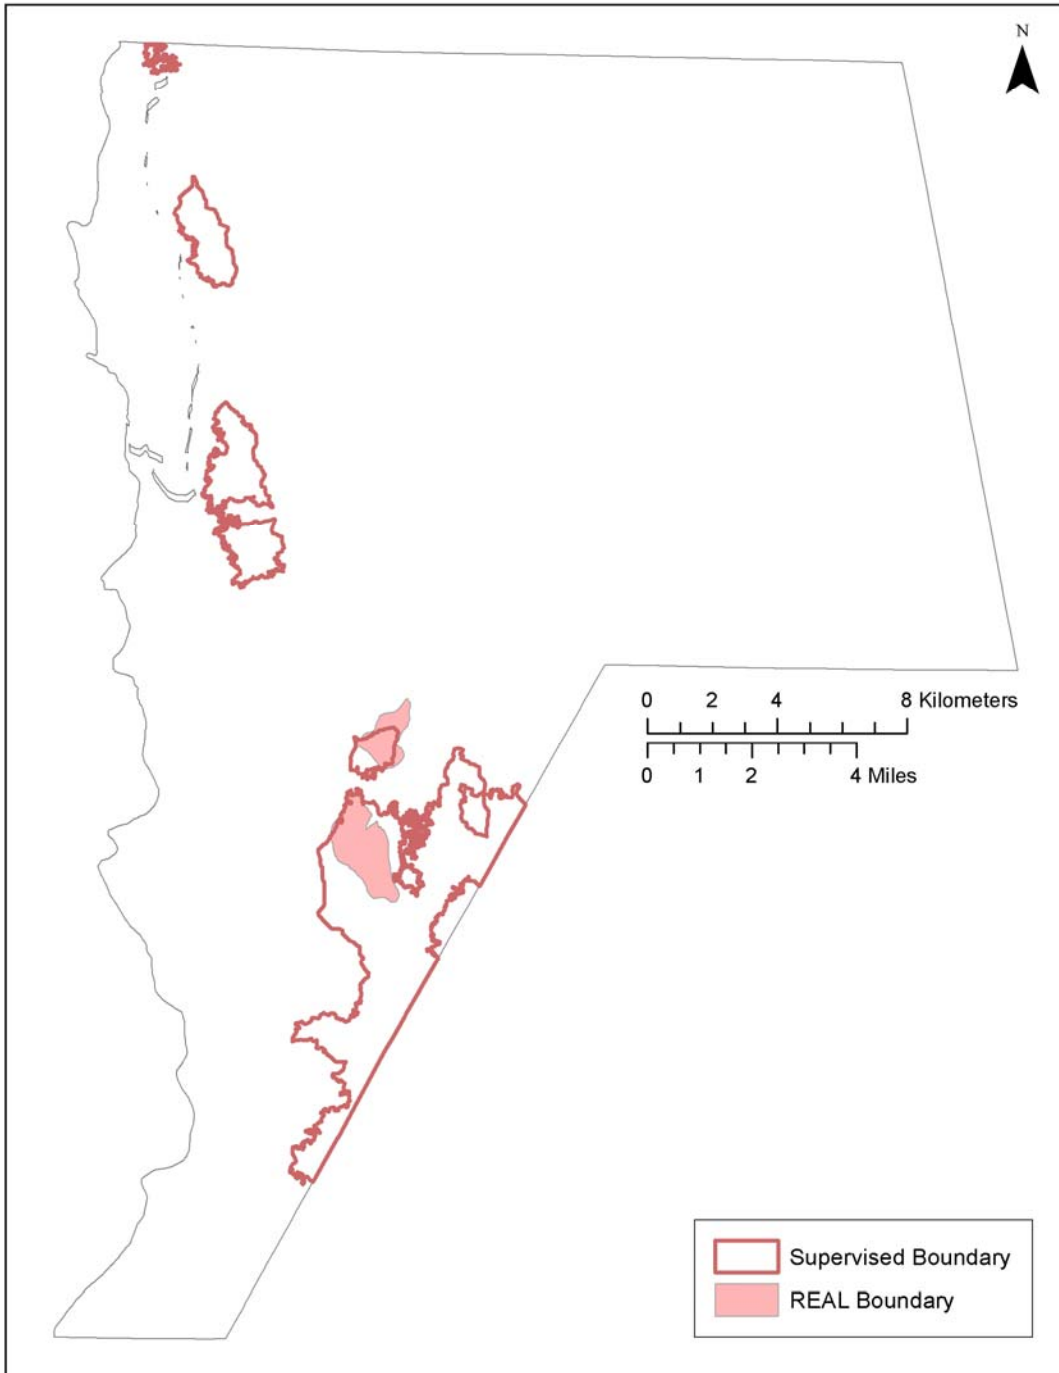 N
0 2 4 8 Kilometers
0 1 2 4 Miles
Supervised Boundary
REAL Boundary